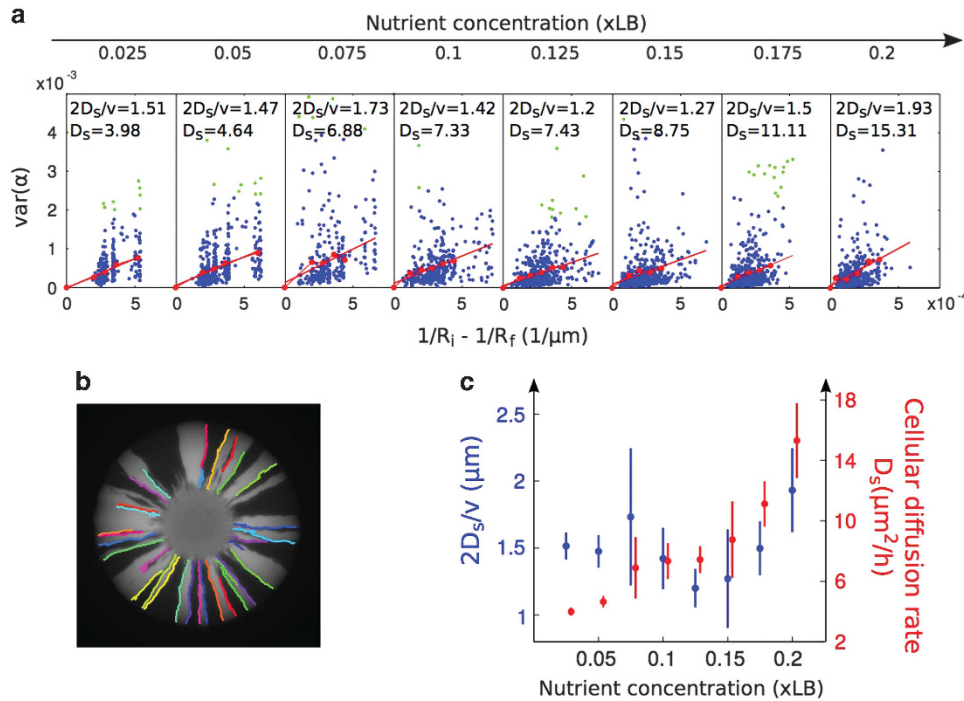 a
Nutrient concentration (xLB)
0.025 0.05 0.075 0.1 0.125 0.15 0.175 0.2
x10⁻³
2Dₛ/v=1.51 2Dₛ/v=1.47 2Dₛ/v=1.73 2Dₛ/v=1.42 2Dₛ/v=1.2 2Dₛ/v=1.27 2Dₛ/v=1.5 2Dₛ/v=1.93
Dₛ=3.98 Dₛ=4.64 Dₛ=6.88 Dₛ=7.33 Dₛ=7.43 Dₛ=8.75 Dₛ=11.11 Dₛ=15.31
4
3
2
1
0
var(α)
0 5 0 5 0 5 0 5 0 5 0 5 0 5 0 5 x10⁻⁴
1/Rᵢ - 1/R_f (1/μm)
b
c
2.5
2
1.5
1
2Dₛ/v (μm)
18
14
10
6
2
Cellular diffusion rate
Dₛ(μm²/h)
0.05 0.1 0.15 0.2
Nutrient concentration (xLB)